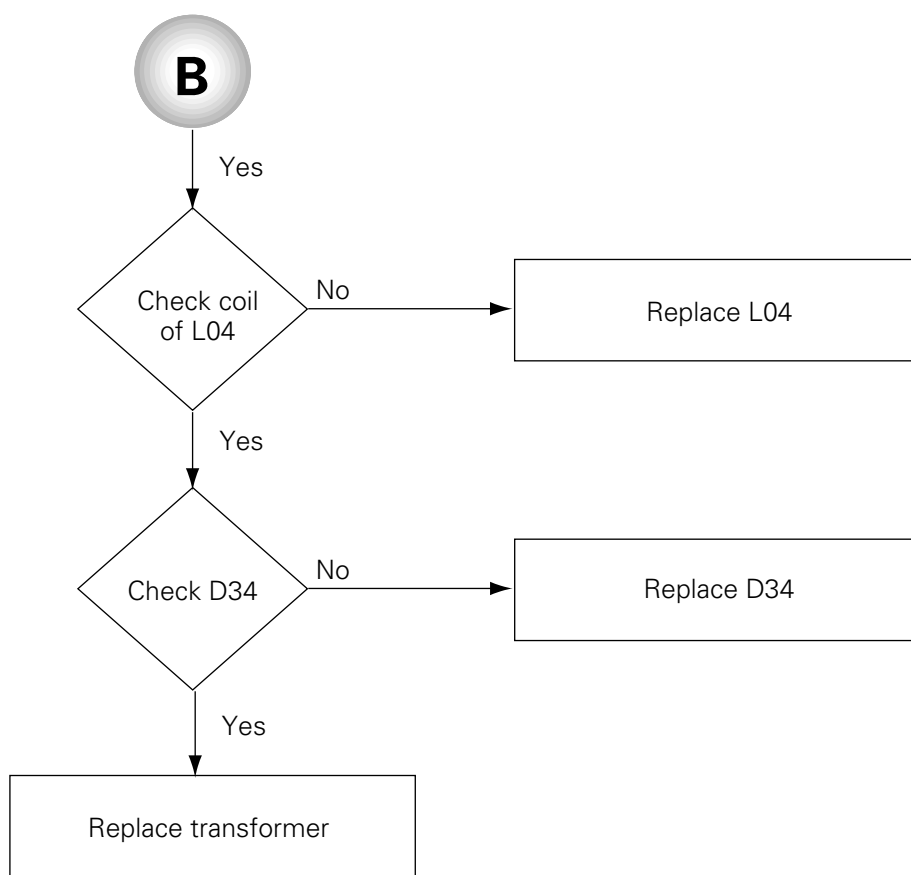 B
Yes
Check coil
of L04
No
Replace L04
Yes
Check D34
No
Replace D34
Yes
Replace transformer